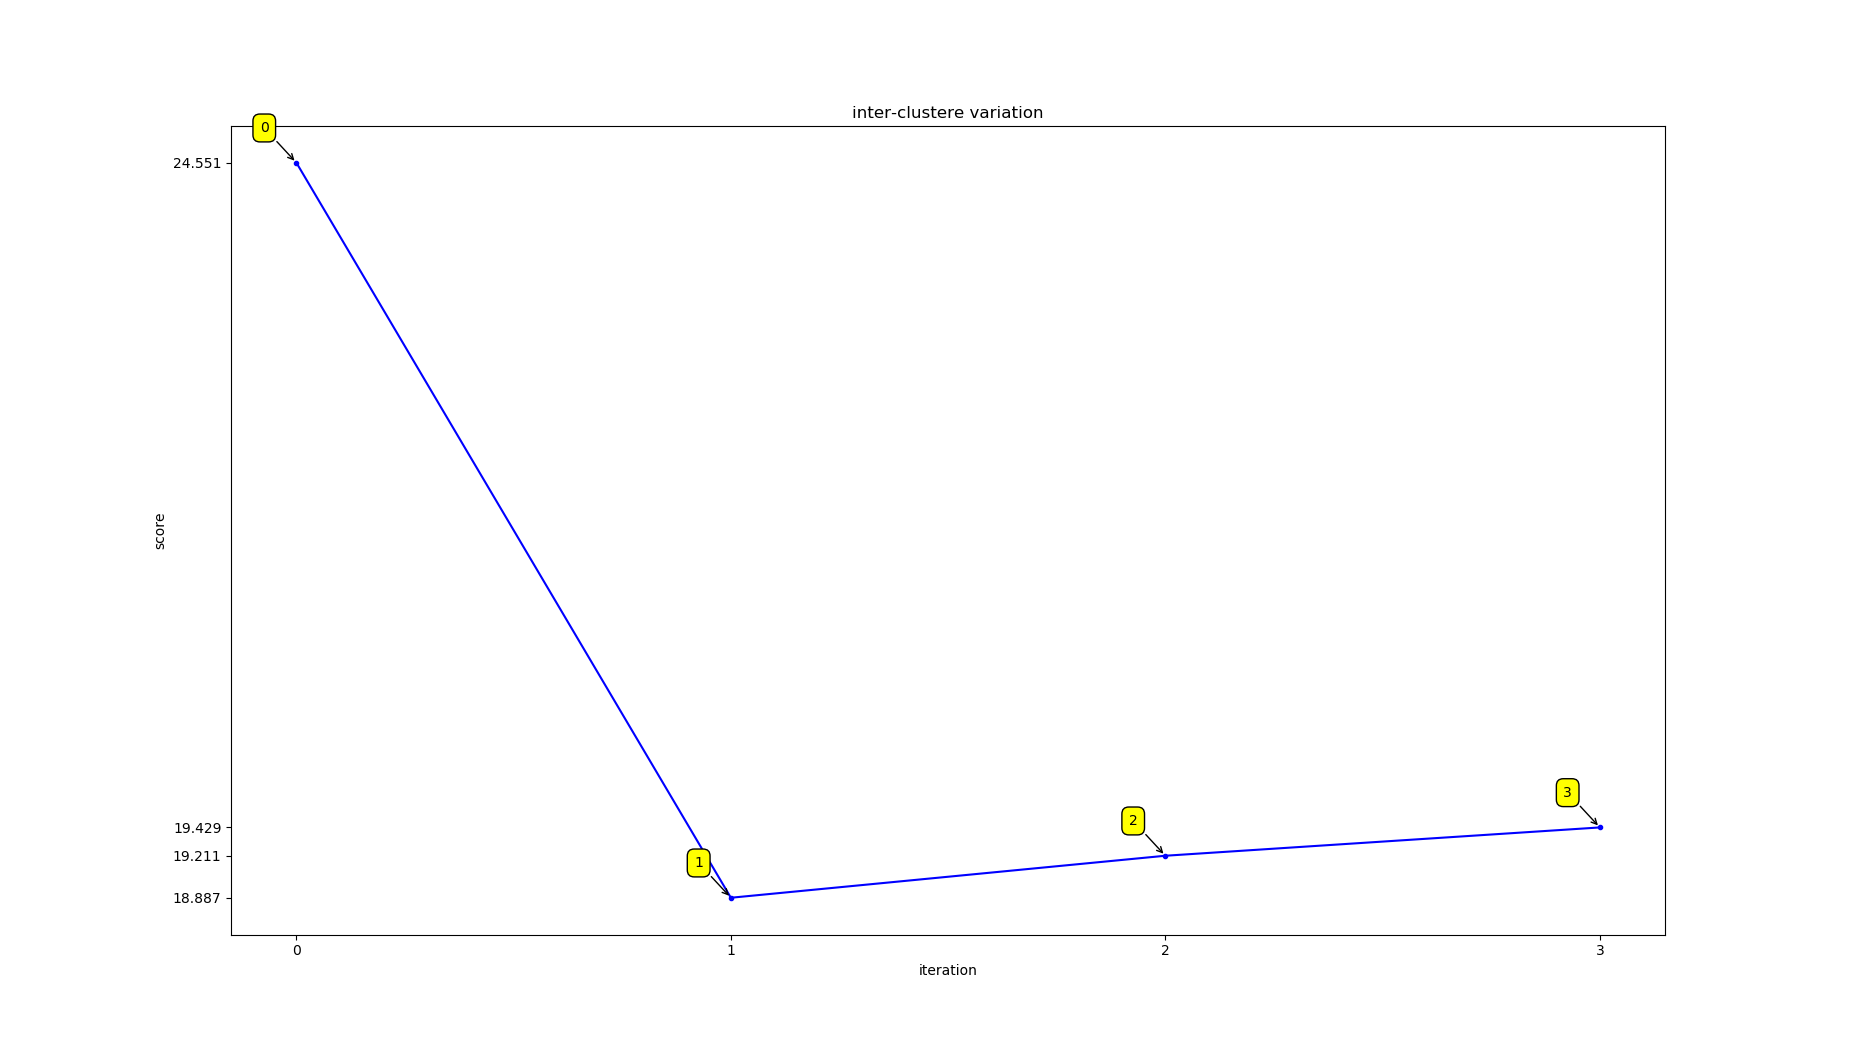 inter-clustere variation
0
24.551
score
3
2
19.429
19.211
1
18.887
0 1 2 3
iteration